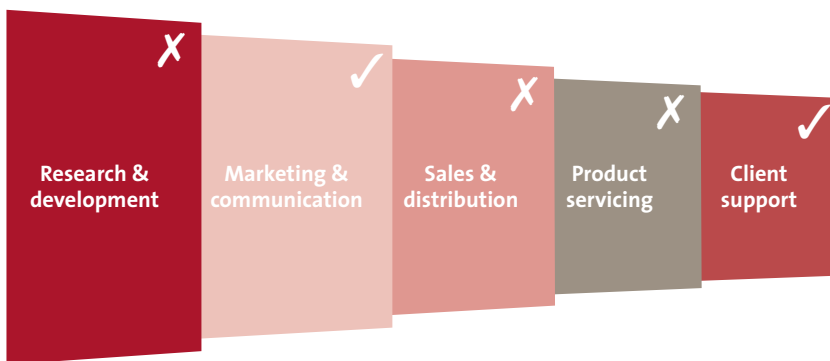 ✗
Research &
development
✓
Marketing &
communication
✗
Sales &
distribution
✗
Product
servicing
✓
Client
support